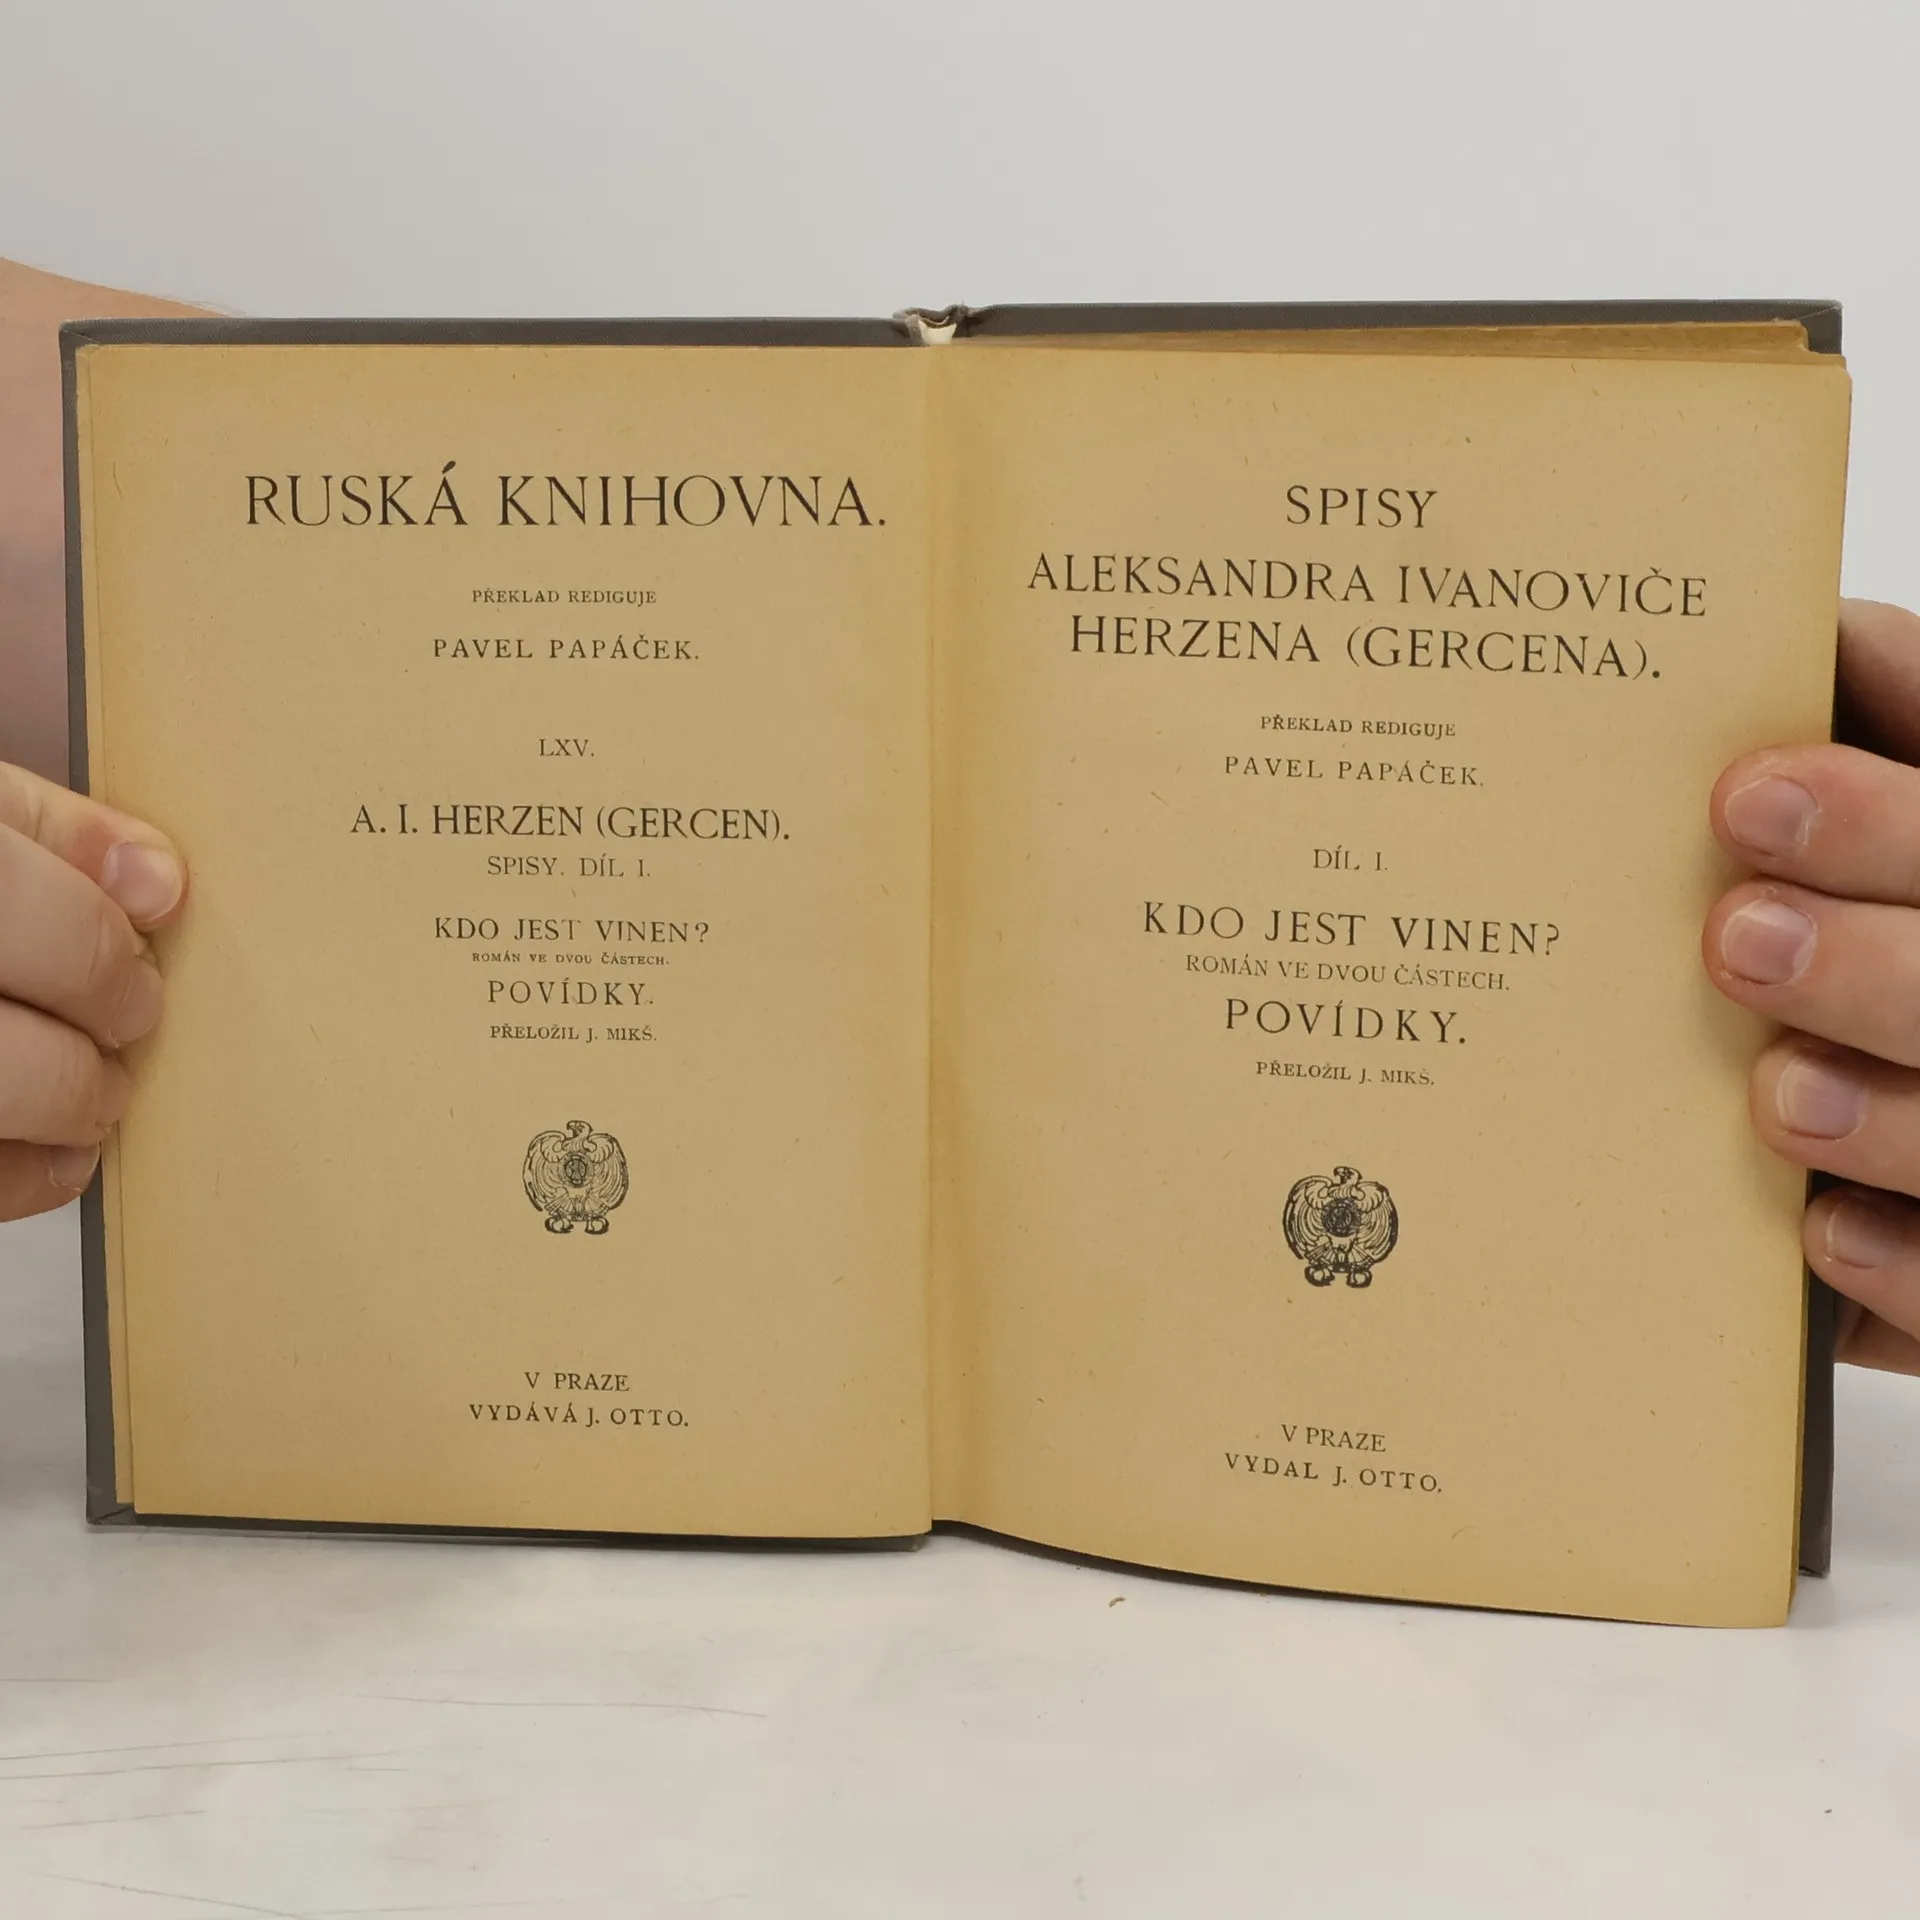 RUSKÁ KNIHOVNA.
PŘEKLAD REDIGUJE
PAVEL PAPÁČEK.
LXV.
A. I. HERZEN (GERCEN).
SPISY. DÍL I.
KDO JEST VINEN?
ROMÁN VE DVOU ČÁSTECH.
POVÍDKY.
PŘELOŽIL J. MIKŠ.
V PRAZE
VYDÁVÁ J. OTTO.
SPISY
ALEKSANDRA IVANOVIČE
HERZENA (GERCENA).
PŘEKLAD REDIGUJE
PAVEL PAPÁČEK.
DÍL I.
KDO JEST VINEN?
ROMÁN VE DVOU ČÁSTECH.
POVÍDKY.
PŘELOŽIL J. MIKŠ.
V PRAZE
VYDAL J. OTTO.